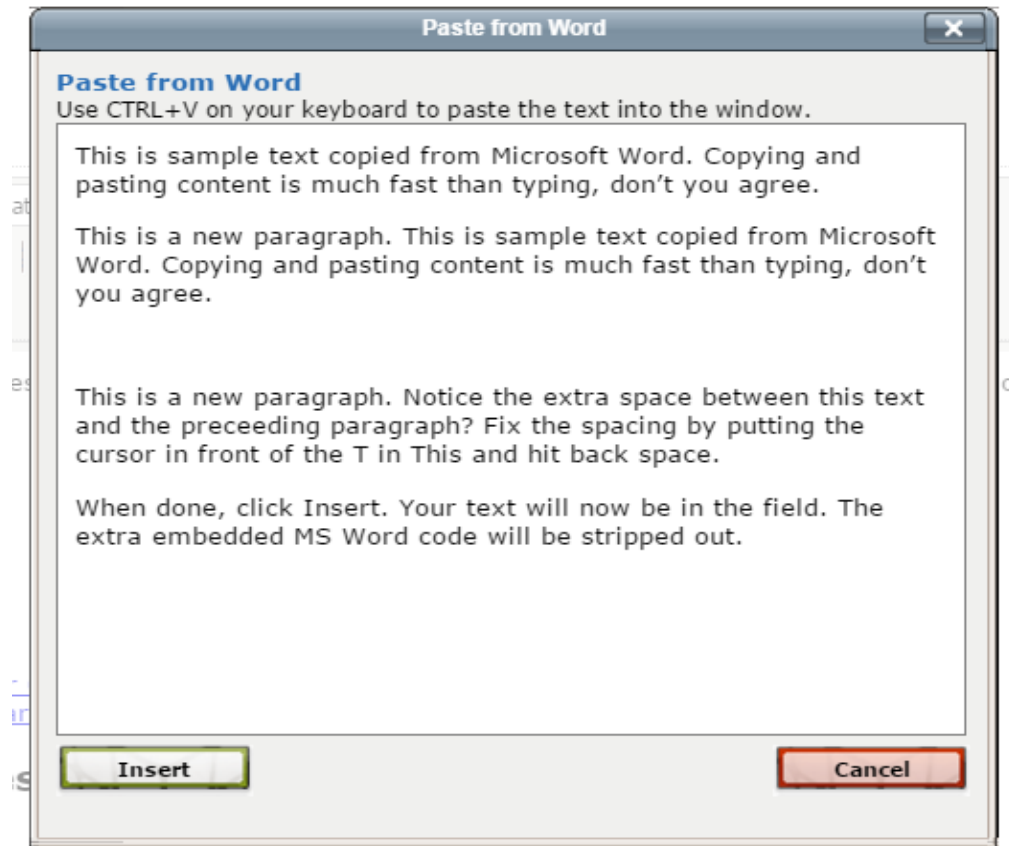 Paste from Word
Paste from Word
Use CTRL+V on your keyboard to paste the text into the window.
This is sample text copied from Microsoft Word. Copying and
pasting content is much fast than typing, don’t you agree.
This is a new paragraph. This is sample text copied from Microsoft
Word. Copying and pasting content is much fast than typing, don’t
you agree.
This is a new paragraph. Notice the extra space between this text
and the preceeding paragraph? Fix the spacing by putting the
cursor in front of the T in This and hit back space.
When done, click Insert. Your text will now be in the field. The
extra embedded MS Word code will be stripped out.
Insert
Cancel